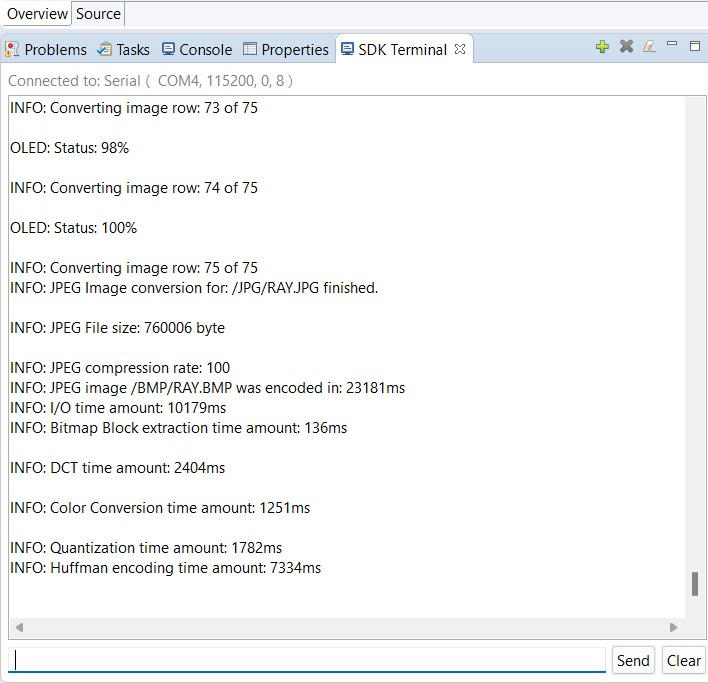 Overview Source
Problems Tasks Console Properties SDK Terminal
Connected to: Serial ( COM4, 115200, 0, 8 )
INFO: Converting image row: 73 of 75
OLED: Status: 98%
INFO: Converting image row: 74 of 75
OLED: Status: 100%
INFO: Converting image row: 75 of 75
INFO: JPEG Image conversion for: /JPG/RAY.JPG finished.
INFO: JPEG File size: 760006 byte
INFO: JPEG compression rate: 100
INFO: JPEG image /BMP/RAY.BMP was encoded in: 23181ms
INFO: I/O time amount: 10179ms
INFO: Bitmap Block extraction time amount: 136ms
INFO: DCT time amount: 2404ms
INFO: Color Conversion time amount: 1251ms
INFO: Quantization time amount: 1782ms
INFO: Huffman encoding time amount: 7334ms
Send Clear